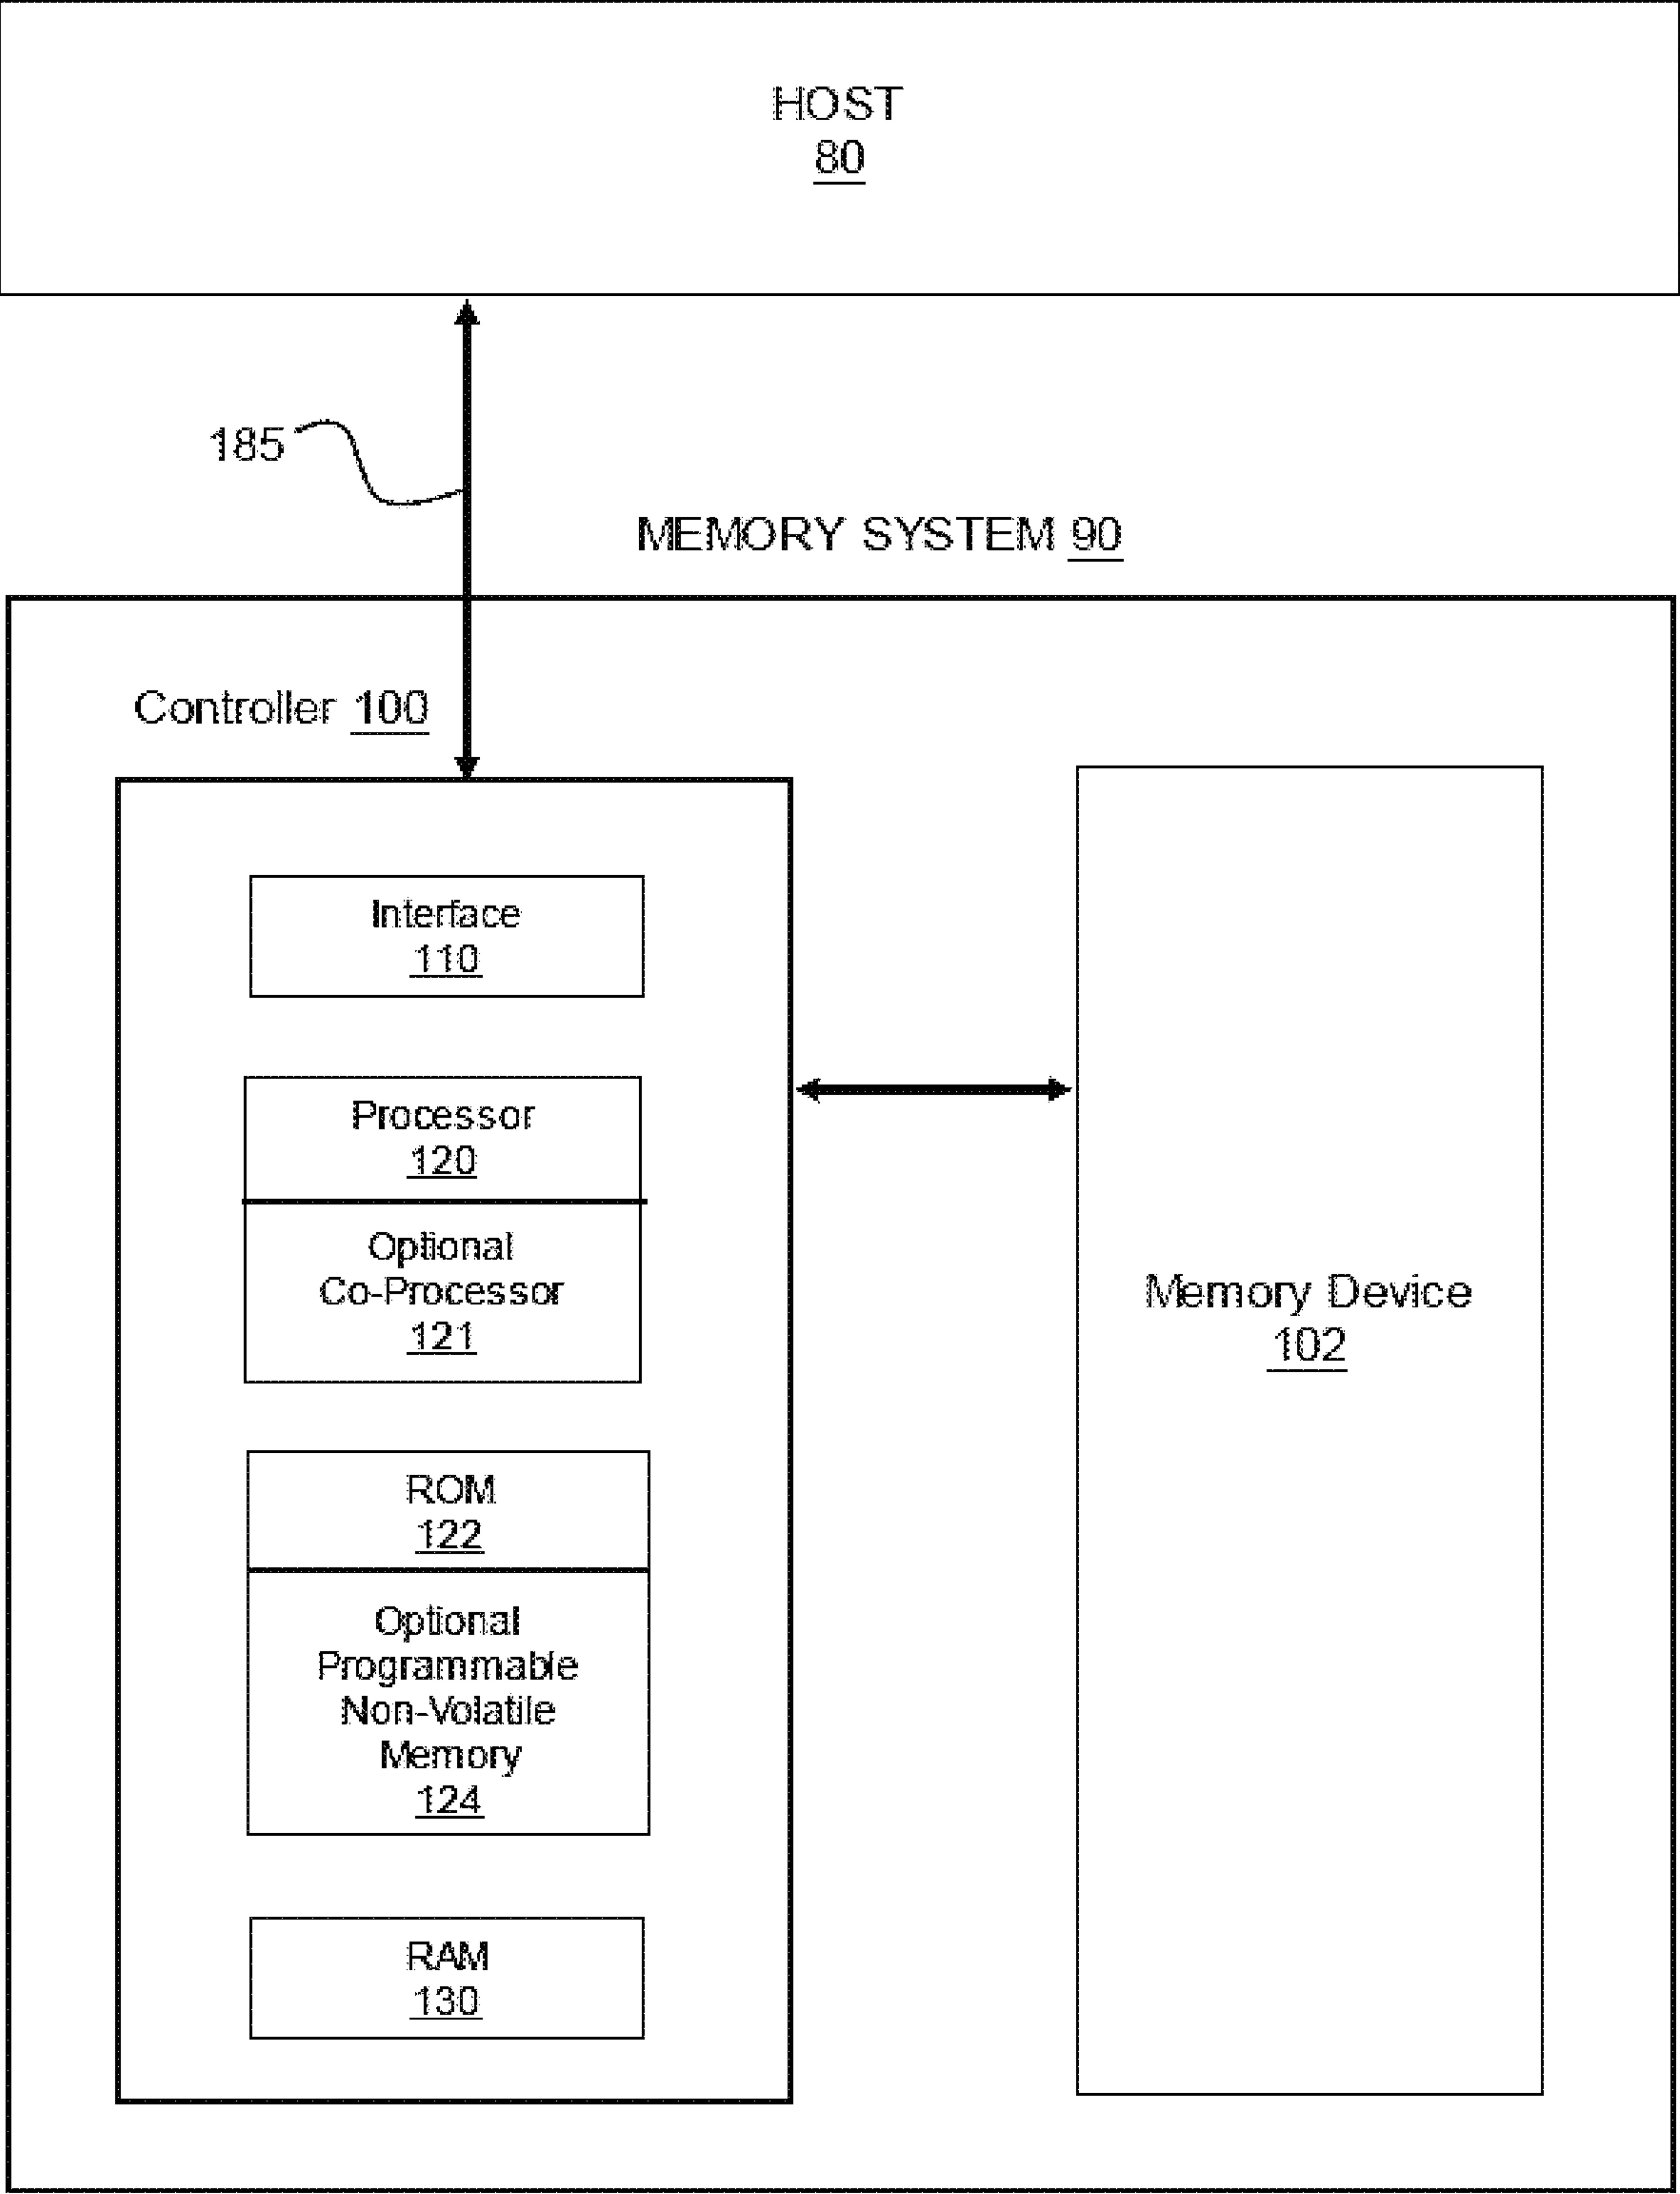 HOST
80
185
MEMORY SYSTEM 90
Controller 100
Interface
110
Processor
120
Optional
Co-Processor
121
ROM
122
Optional
Programmable
Non-Volatile
Memory
124
RAM
130
Memory Device
102